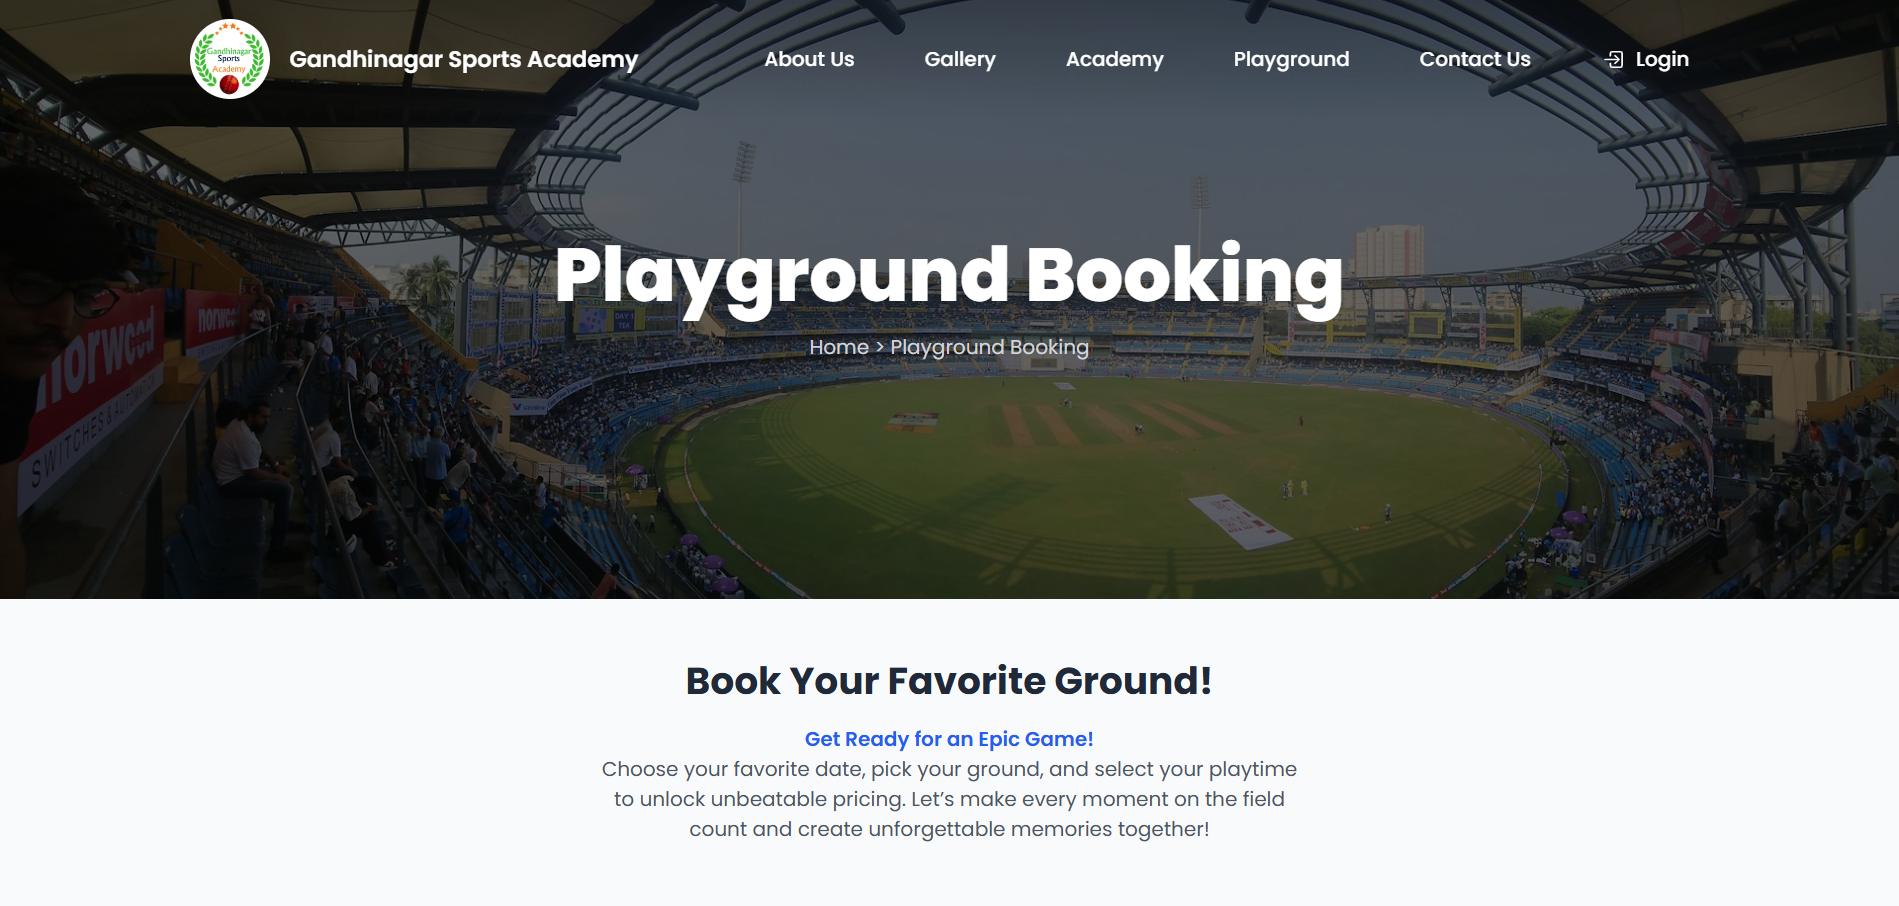 Gandhinagar
Sports
Academy
Gandhinagar Sports Academy
About Us
Gallery
Academy
Playground
Contact Us
Login
Playground Booking
Home > Playground Booking
norwood
SWITCHES & AUTOMATION
DAY 1
TEA
Book Your Favorite Ground!
Get Ready for an Epic Game!
Choose your favorite date, pick your ground, and select your playtime
to unlock unbeatable pricing. Let’s make every moment on the field
count and create unforgettable memories together!